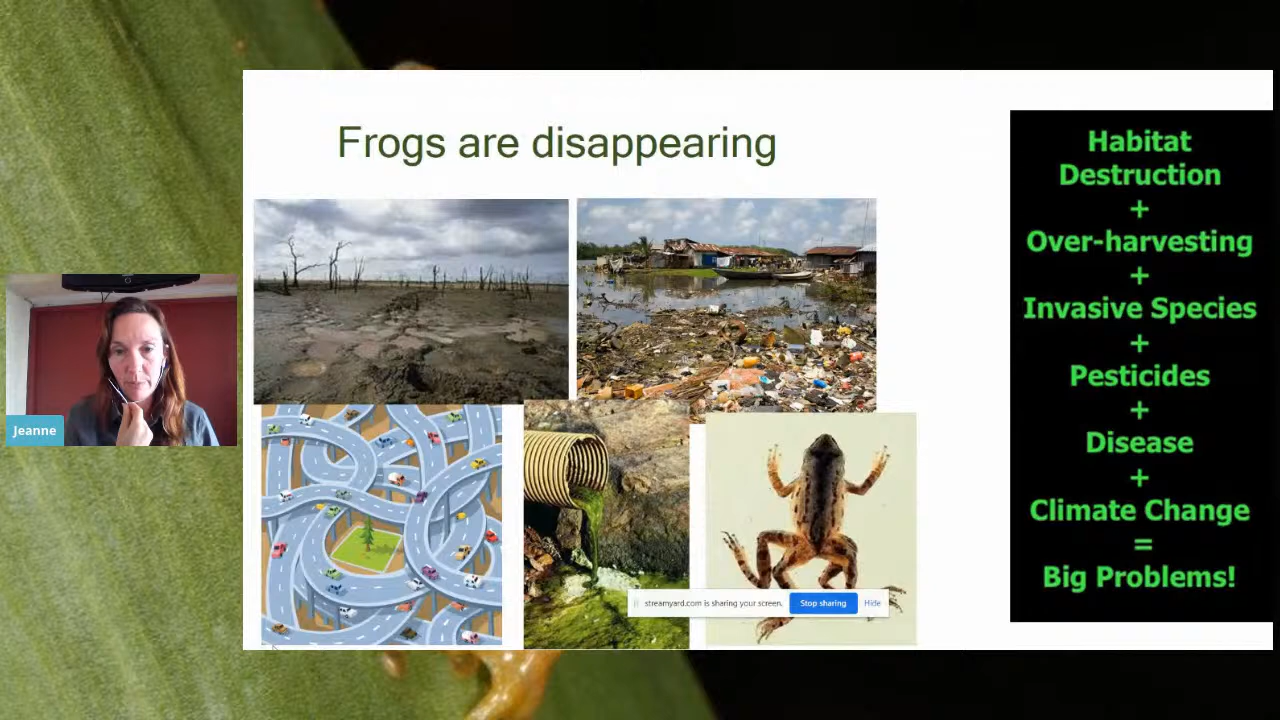 Frogs are disappearing
Habitat
Destruction
+
Over-harvesting
+
Invasive Species
+
Pesticides
+
Disease
+
Climate Change
=
Big Problems!
Jeanne
streamyard.com is sharing your screen.
Stop sharing
Hide